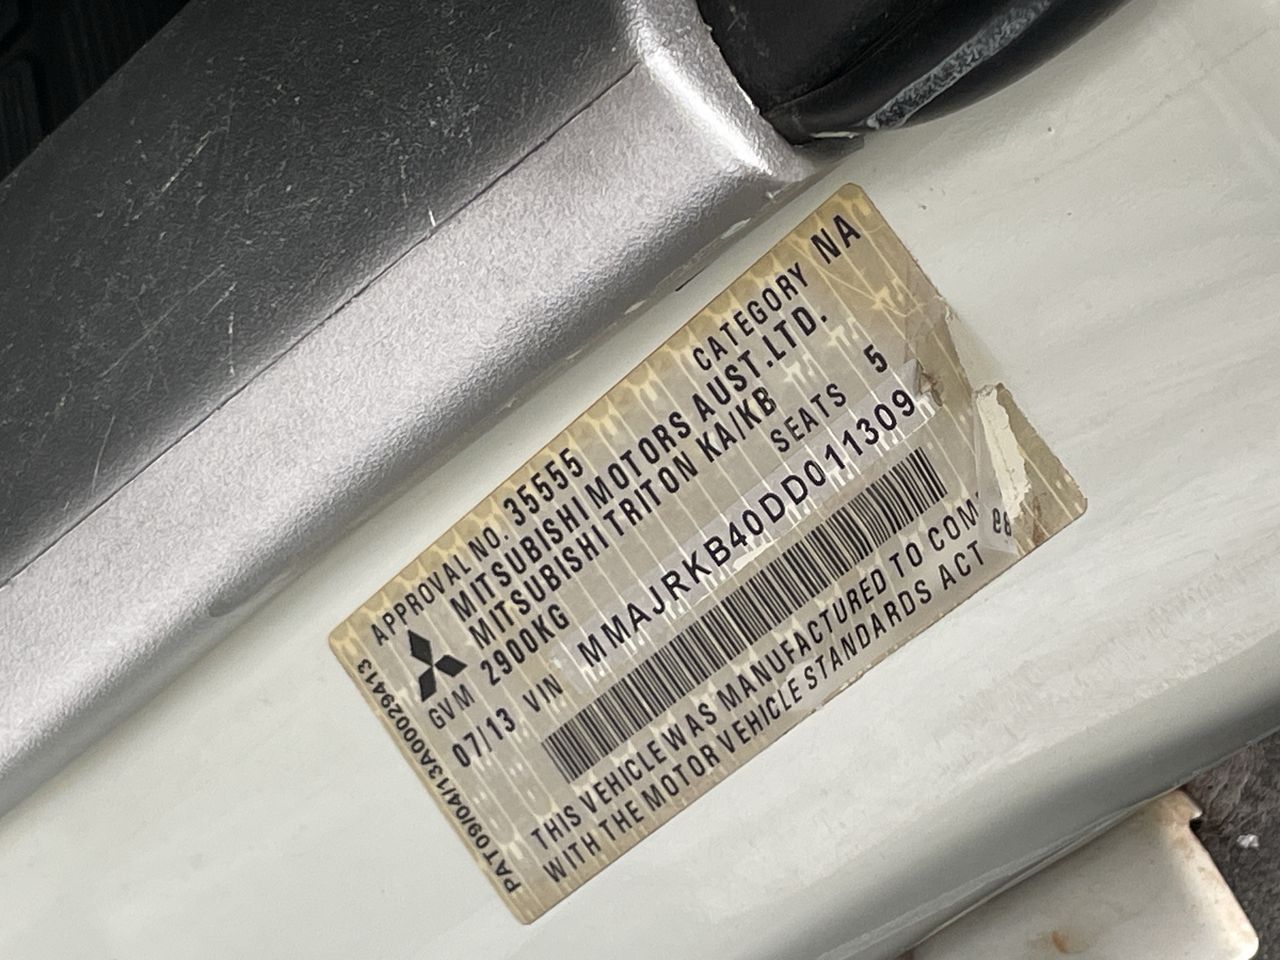 APPROVAL NO. 35555 CATEGORY NA
MITSUBISHI MOTORS AUST.LTD.
MITSUBISHI TRITON KA/KB
GVM 2900KG SEATS 5
07/13 VIN MMAJRKB40DD011309
THIS VEHICLE WAS MANUFACTURED TO COM
WITH THE MOTOR VEHICLE STANDARDS ACT
PAT09/04/13A000029413